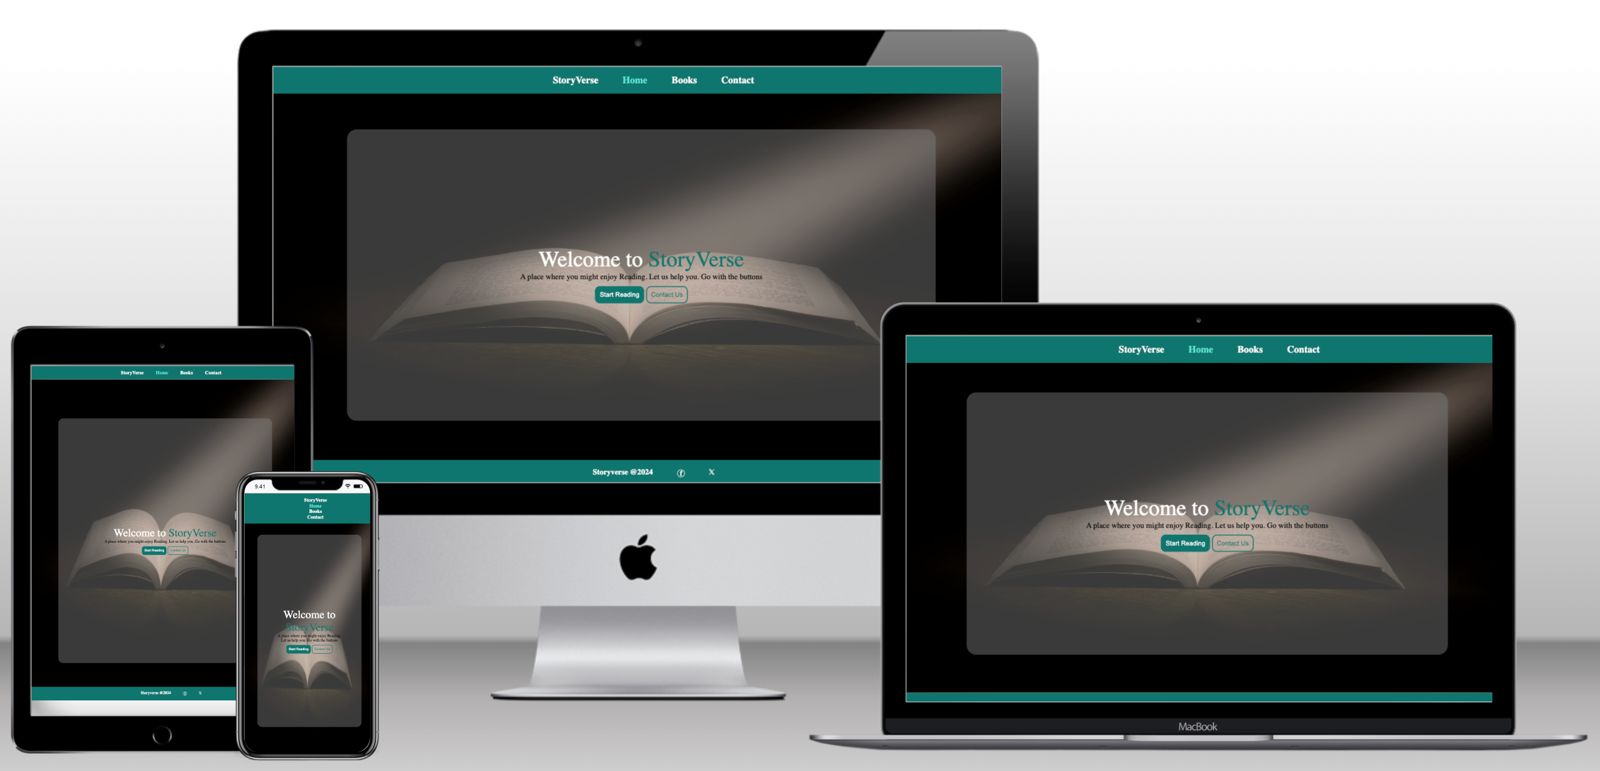 StoryVerse Home Books Contact
Welcome to StoryVerse
A place where you might enjoy Reading. Let us help you. Go with the buttons
Start Reading Contact Us
Storyverse @2024 f 𝕏
StoryVerse Home Books Contact
Welcome to StoryVerse
A place where you might enjoy Reading. Let us help you. Go with the buttons
Start Reading Contact Us
MacBook
StoryVerse Home Books Contact
Welcome to StoryVerse
A place where you might enjoy Reading. Let us help you. Go with the buttons
Start Reading Contact Us
Storyverse @2024 f 𝕏
9:41
StoryVerse
Home
Books
Contact
Welcome to
StoryVerse
A place where you might enjoy Reading.
Let us help you. Go with the buttons
Start Reading Contact Us